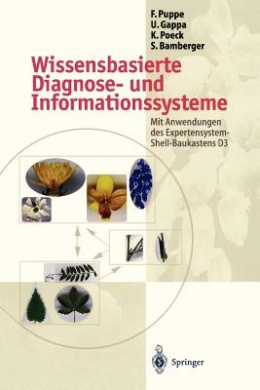 F. Puppe
U. Gappa
K. Poeck
S. Bamberger
Wissensbasierte
Diagnose- und
Informationssysteme
Mit Anwendungen
des Expertensystem-
Shell-Baukastens D3
Springer